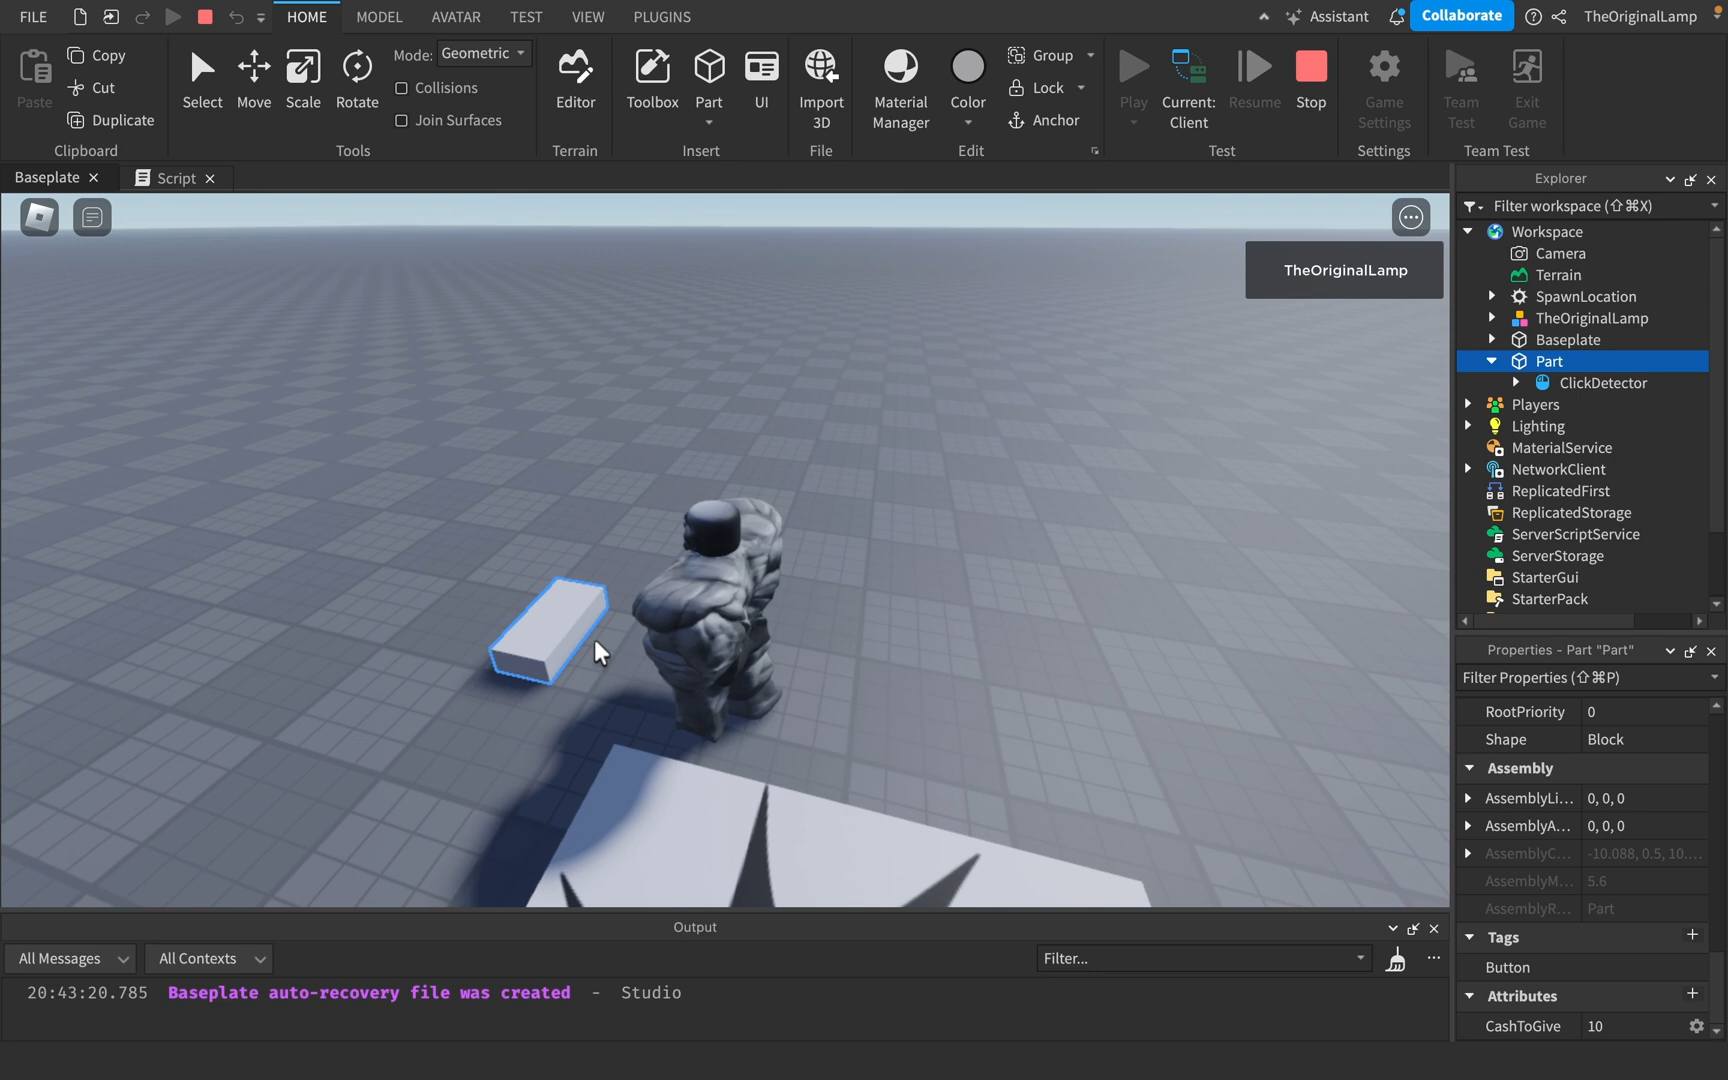 FILE HOME MODEL AVATAR TEST VIEW PLUGINS Assistant Collaborate TheOriginalLamp
Paste Copy Cut Duplicate
Clipboard
Select Move Scale Rotate Mode: Geometric
Collisions
Join Surfaces
Tools
Editor
Terrain
Toolbox Part UI
Insert
Import
3D
File
Material
Manager
Color
Group
Lock
Anchor
Edit
Play
Current:
Client
Resume
Stop
Test
Game
Settings
Settings
Team
Test
Exit
Game
Team Test
Baseplate Script
TheOriginalLamp
Explorer
Filter workspace (⇧⌘X)
Workspace
Camera
Terrain
SpawnLocation
TheOriginalLamp
Baseplate
Part
ClickDetector
Players
Lighting
MaterialService
NetworkClient
ReplicatedFirst
ReplicatedStorage
ServerScriptService
ServerStorage
StarterGui
StarterPack
Properties - Part "Part"
Filter Properties (⇧⌘P)
RootPriority 0
Shape Block
Assembly
AssemblyLi... 0, 0, 0
AssemblyA... 0, 0, 0
AssemblyC... -10.088, 0.5, 10....
AssemblyM... 5.6
AssemblyR... Part
Tags
Button
Attributes
CashToGive 10
Output
All Messages All Contexts Filter...
20:43:20.785 Baseplate auto-recovery file was created - Studio